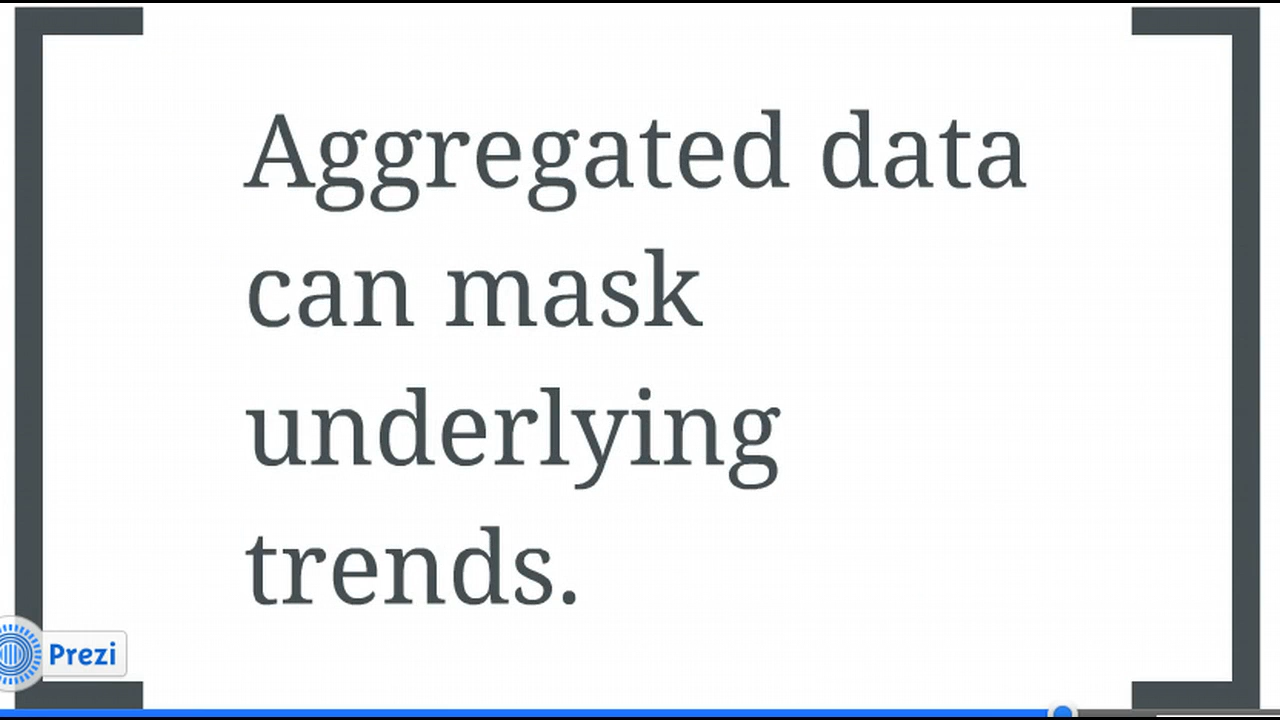 Aggregated data
can mask
underlying
trends.
Prezi